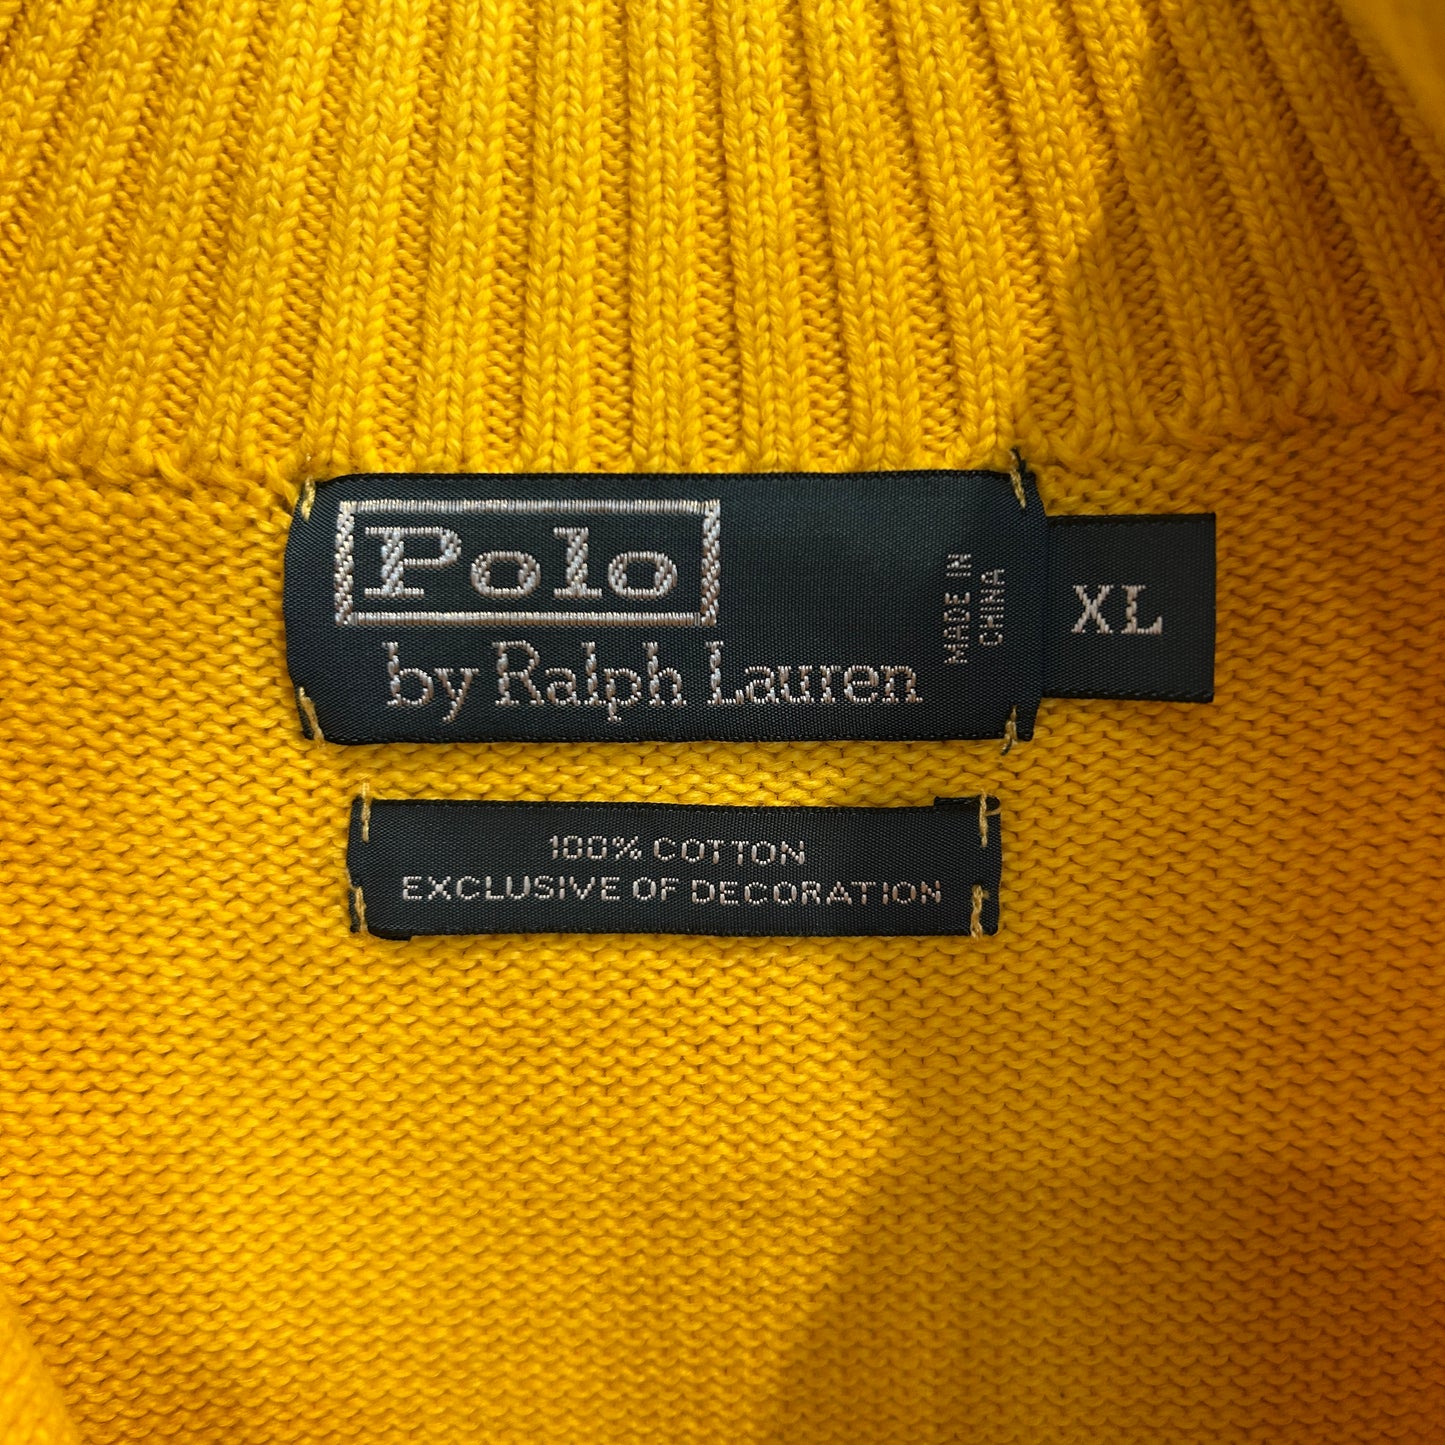 Polo
by Ralph Lauren
MADE IN
CHINA
XL
100% COTTON
EXCLUSIVE OF DECORATION